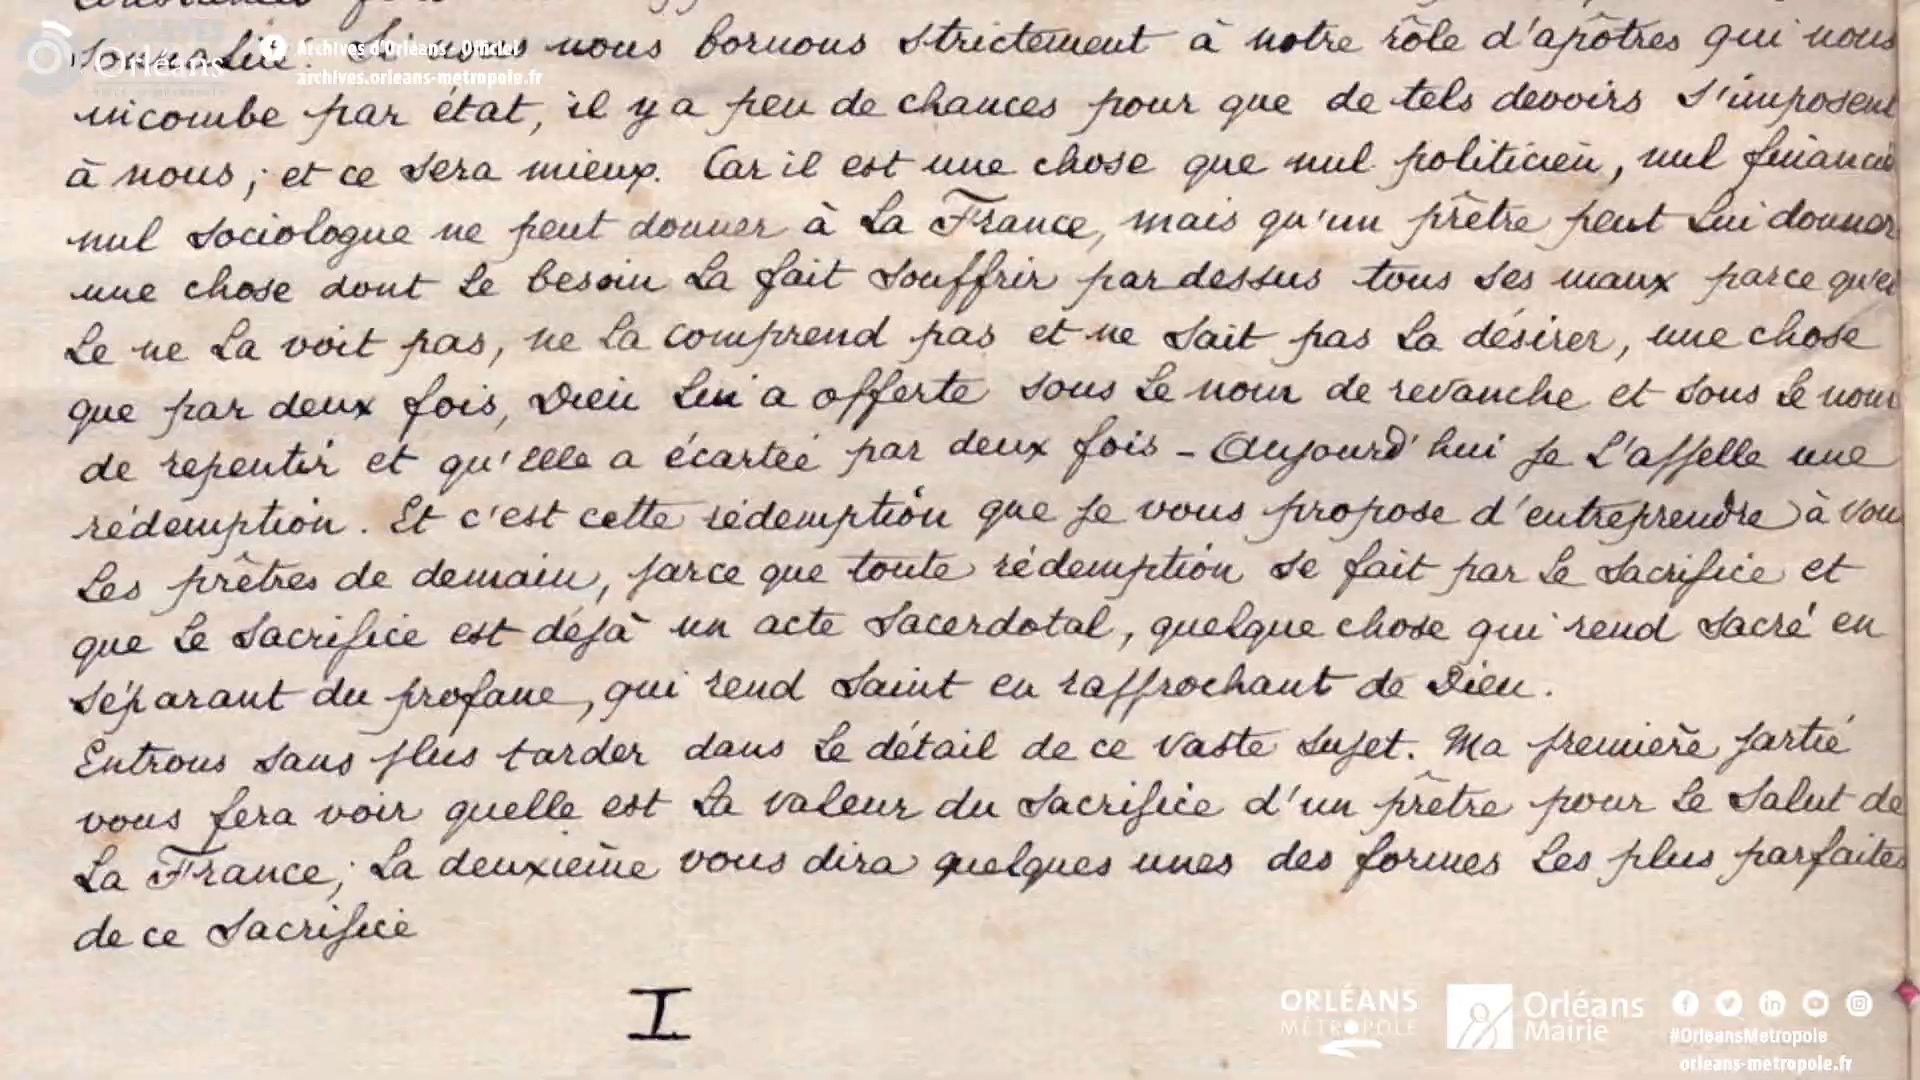 Orléans
Archives d'Orléans - Officiel
archives.orleans-metropole.fr
Si nous nous bornons strictement à notre rôle d'apôtres qui nous
incombe par état, il y a peu de chances pour que de tels devoirs s'imposent
à nous ; et ce sera mieux. Car il est une chose que nul politicien, nul financier
nul sociologue ne peut donner à la France, mais qu'un prêtre peut lui donner
une chose dont le besoin la fait souffrir par dessus tous ses maux parce qu'el
le ne la voit pas, ne la comprend pas et ne sait pas la désirer, une chose
que par deux fois, Dieu lui a offerte sous le nom de revanche et sous le nom
de repentir et qu'elle a écartée par deux fois - Aujourd'hui je l'appelle une
rédemption. Et c'est cette rédemption que je vous propose d'entreprendre à vou
les prêtres de demain, parce que toute rédemption se fait par le sacrifice et
que le sacrifice est déjà un acte sacerdotal, quelque chose qui rend sacré en
séparant du profane, qui rend saint en rapprochant de Dieu.
Entrons sans plus tarder dans le détail de ce vaste sujet. Ma première partie
vous fera voir quelle est la valeur du sacrifice d'un prêtre pour le salut de
la France ; la deuxième vous dira quelques unes des formes les plus parfaites
de ce sacrifice
I
ORLÉANS
MÉTROPOLE
Orléans
Mairie
#OrleansMetropole
orleans-metropole.fr